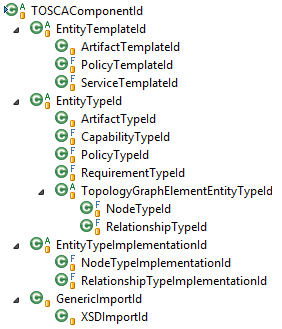 TOSCAComponentId
EntityTemplateId
ArtifactTemplateId
PolicyTemplateId
ServiceTemplateId
EntityTypeId
ArtifactTypeId
CapabilityTypeId
PolicyTypeId
RequirementTypeId
TopologyGraphElementEntityTypeId
NodeTypeId
RelationshipTypeId
EntityTypeImplementationId
NodeTypeImplementationId
RelationshipTypeImplementationId
GenericImportId
XSDImportId